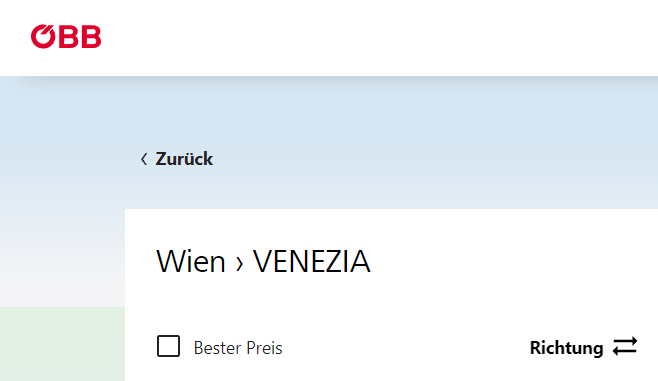 ÖBB
‹ Zurück
Wien › VENEZIA
Bester Preis Richtung